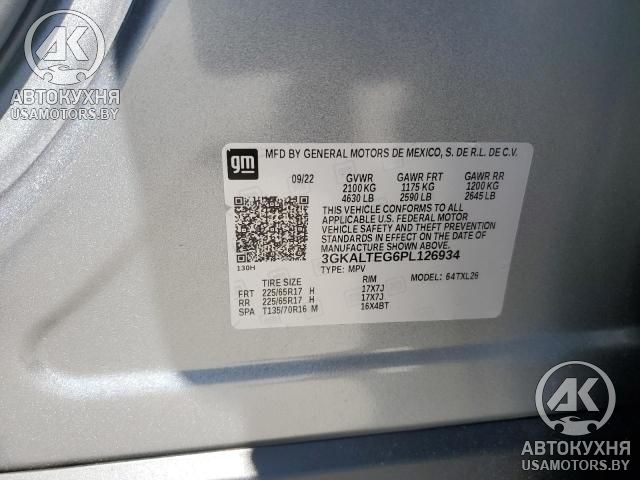 AK
АВТОКУХНЯ
USAMOTORS.BY
gm MFD BY GENERAL MOTORS DE MEXICO, S. DE R.L. DE C.V.
09/22 GVWR GAWR FRT GAWR RR
2100 KG 1175 KG 1200 KG
4630 LB 2590 LB 2645 LB
THIS VEHICLE CONFORMS TO ALL
APPLICABLE U.S. FEDERAL MOTOR
VEHICLE SAFETY AND THEFT PREVENTION
STANDARDS IN EFFECT ON THE DATE OF
MANUFACTURE SHOWN ABOVE.
3GKALTEG6PL126934
130H TYPE: MPV MODEL: 64TXL26
TIRE SIZE RIM
FRT 225/65R17 H 17X7J
RR 225/65R17 H 17X7J
SPA T135/70R16 M 16X4BT
AK
АВТОКУХНЯ
USAMOTORS.BY